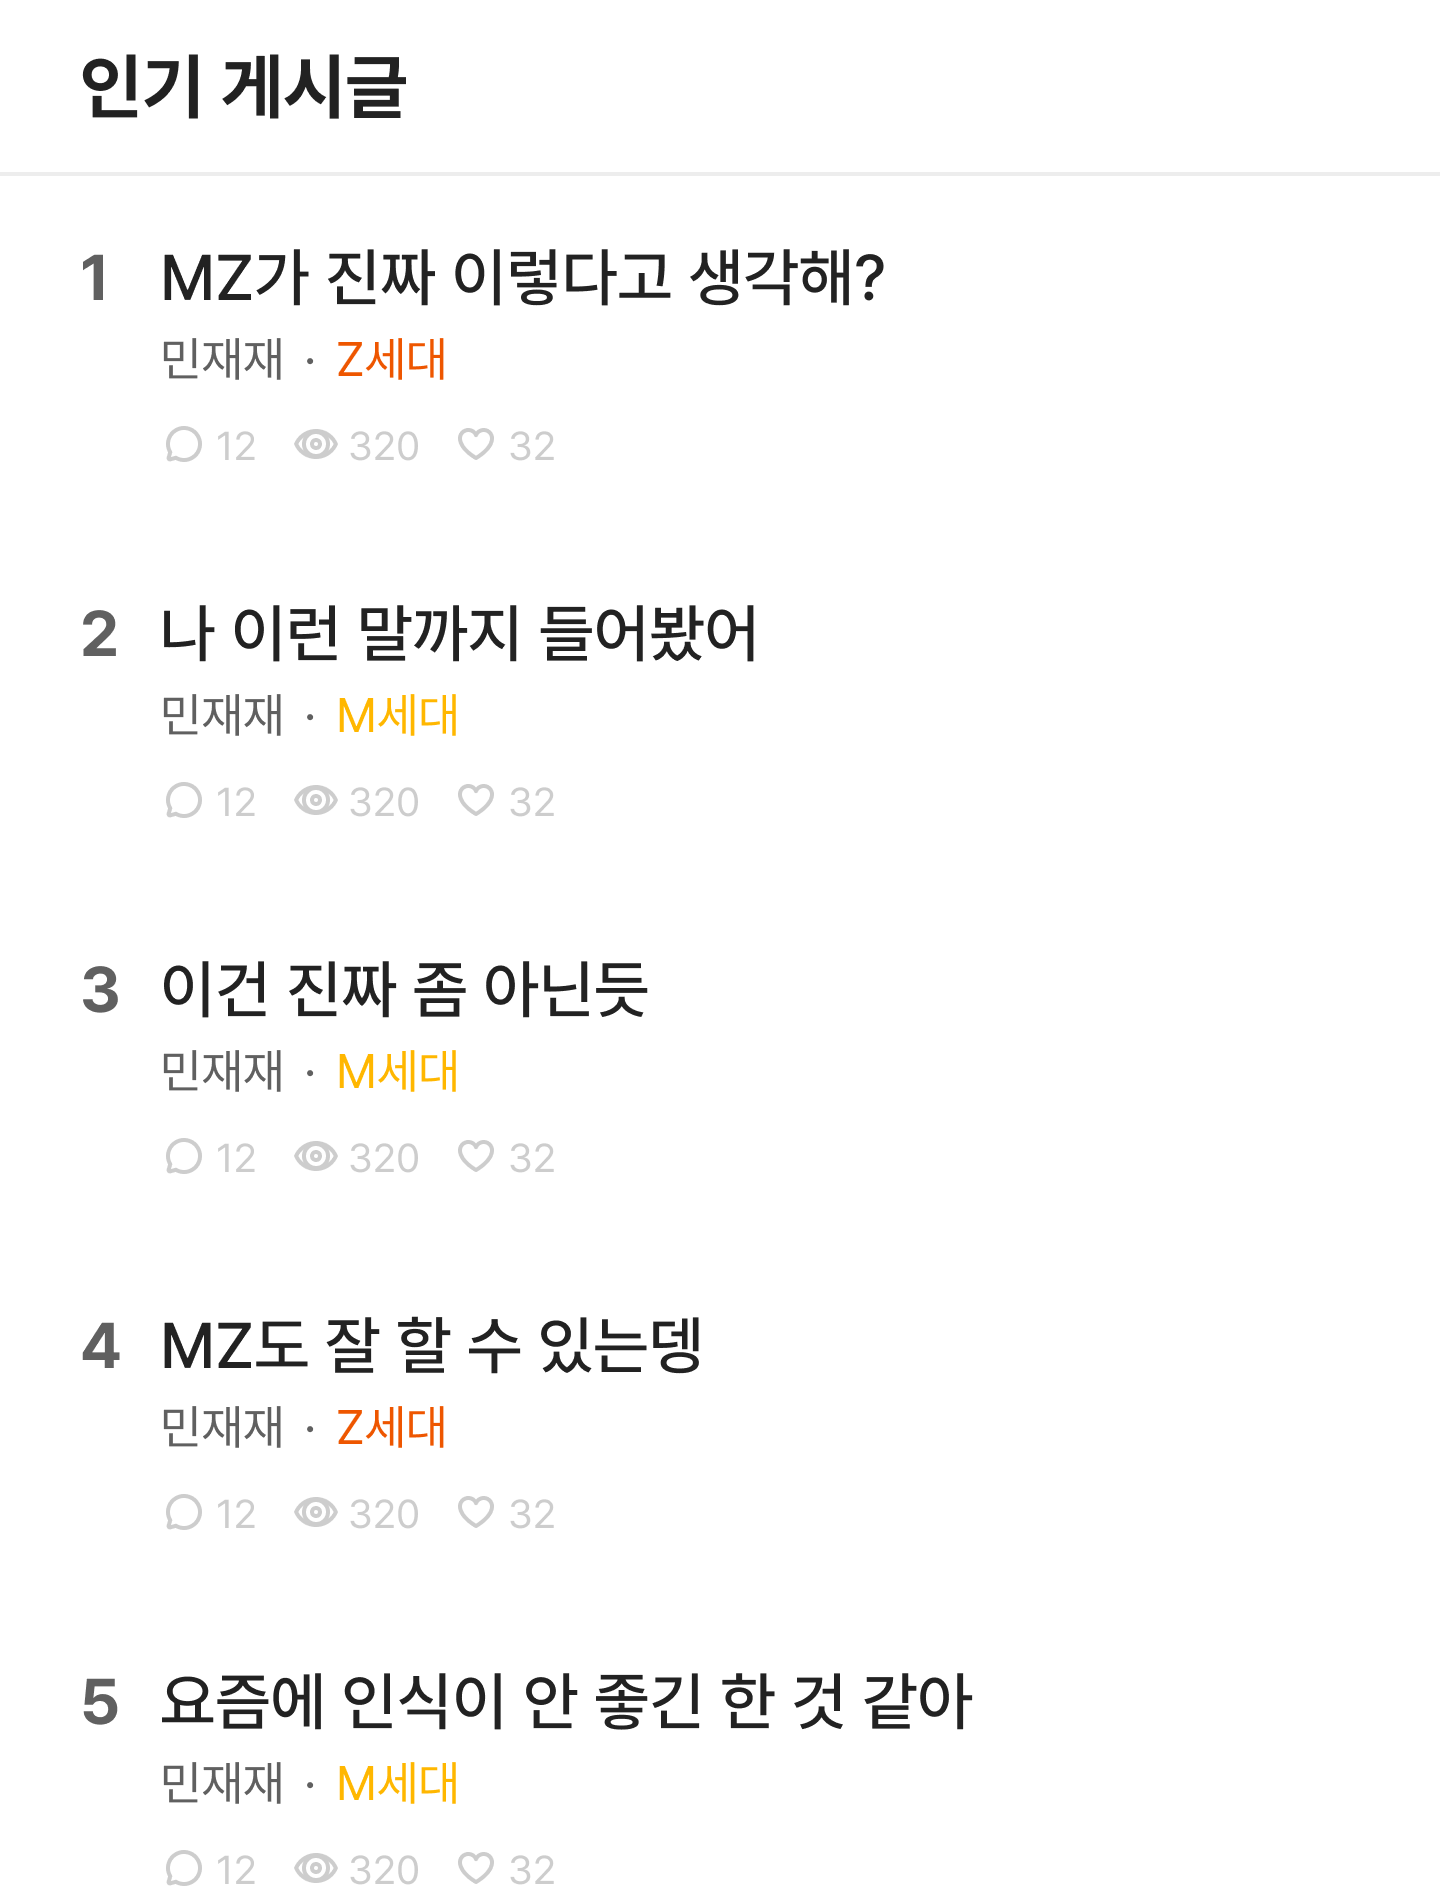 인기 게시글
1 MZ가 진짜 이렇다고 생각해?
민재재 · Z세대
12 320 32
2 나 이런 말까지 들어봤어
민재재 · M세대
12 320 32
3 이건 진짜 좀 아닌듯
민재재 · M세대
12 320 32
4 MZ도 잘 할 수 있는뎅
민재재 · Z세대
12 320 32
5 요즘에 인식이 안 좋긴 한 것 같아
민재재 · M세대
12 320 32